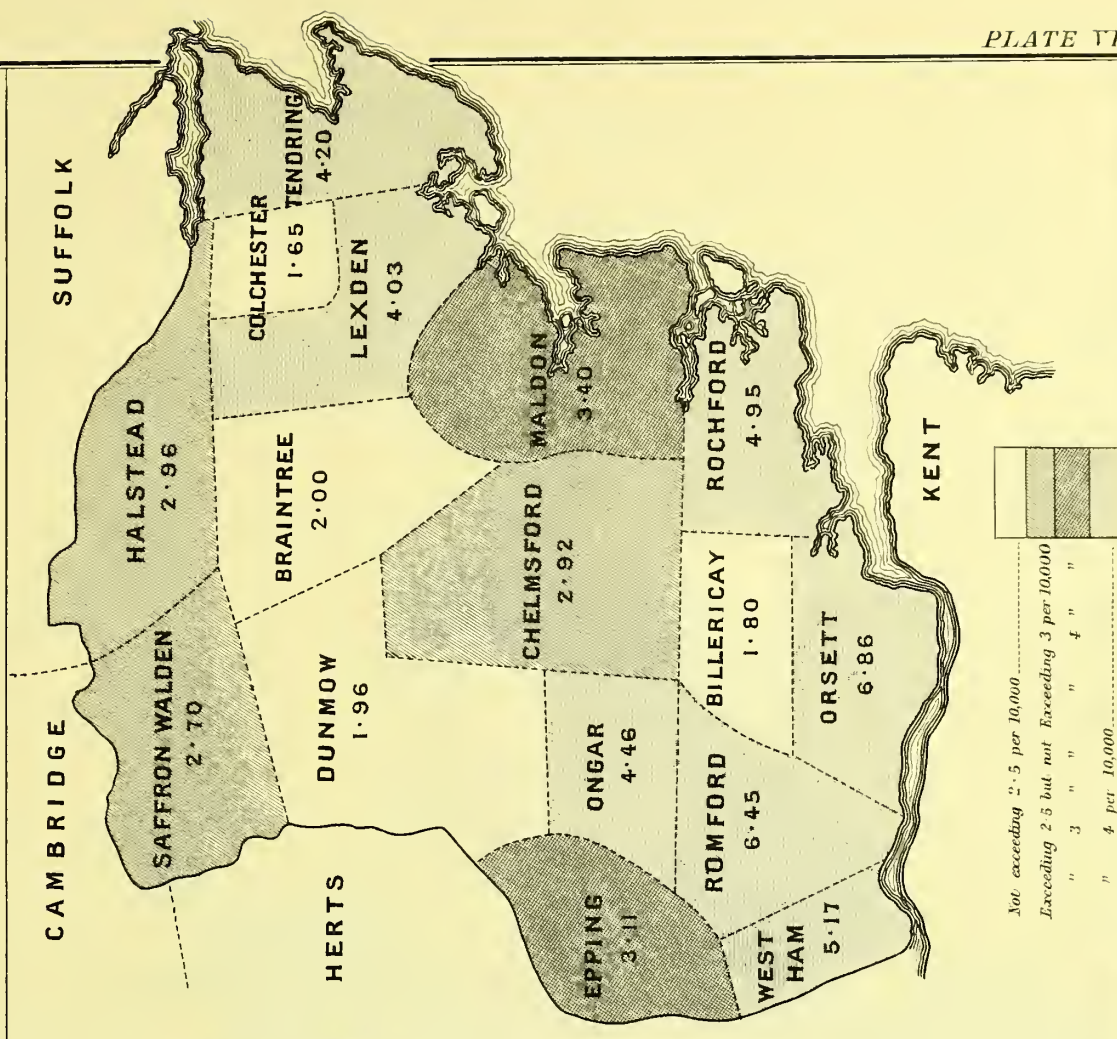 PLATE VI
SUFFOLK
CAMBRIDGE
HERTS
KENT
TENDRING
4·20
COLCHESTER
1·65
LEXDEN
4·03
HALSTEAD
2·96
SAFFRON WALDEN
2·70
BRAINTREE
2·00
DUNMOW
1·96
MALDON
3·40
CHELMSFORD
2·92
ROCHFORD
4·95
BILLERICAY
1·80
ORSETT
6·86
ONGAR
4·46
ROMFORD
6·45
EPPING
3·11
WEST
HAM
5·17
Not exceeding 2·5 per 10,000
Exceeding 2·5 but not Exceeding 3 per 10,000
" 3 " " " 4 " "
" 4 per 10,000